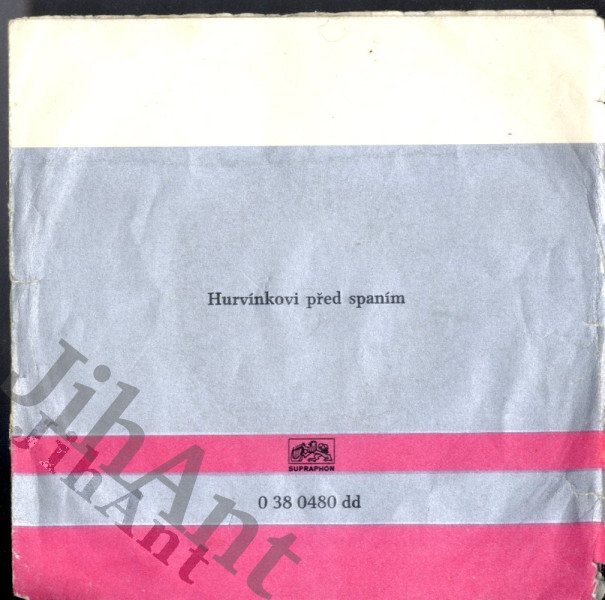 Hurvínkovi před spaním
SUPRAPHON
0 38 0480 dd
JihAnt
JihAnt